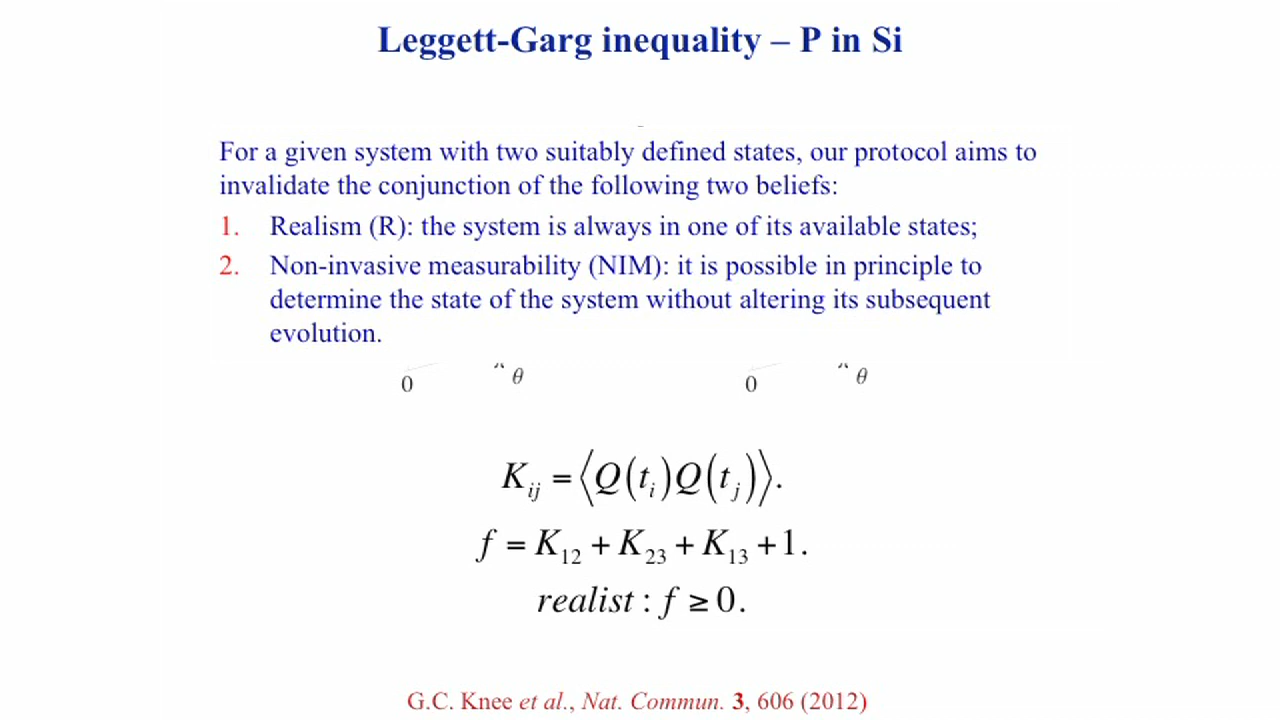 Leggett-Garg inequality – P in Si
For a given system with two suitably defined states, our protocol aims to
invalidate the conjunction of the following two beliefs:
1. Realism (R): the system is always in one of its available states;
2. Non-invasive measurability (NIM): it is possible in principle to
determine the state of the system without altering its subsequent
evolution.
0 θ 0 θ
K_ij = ⟨Q(t_i)Q(t_j)⟩.
f = K_12 + K_23 + K_13 + 1.
realist : f ≥ 0.
G.C. Knee et al., Nat. Commun. 3, 606 (2012)